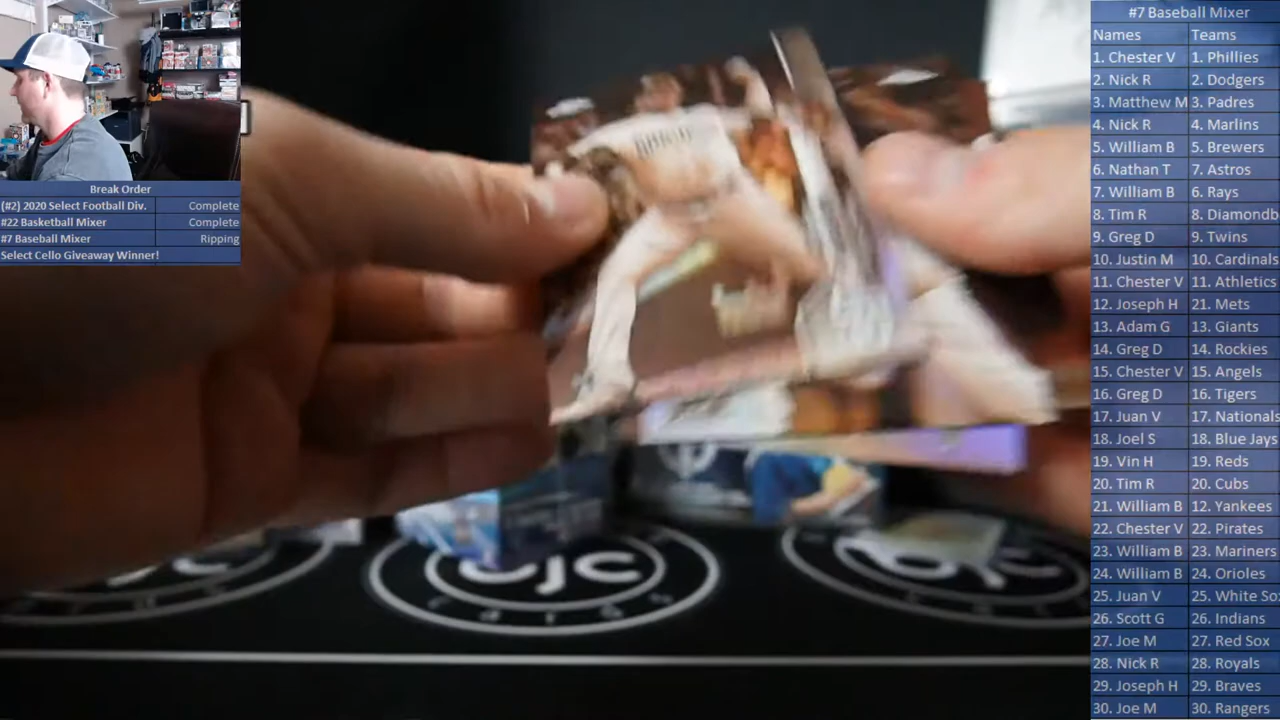 Break Order
(#2) 2020 Select Football Div. Complete
#22 Basketball Mixer Complete
#7 Baseball Mixer Ripping
Select Cello Giveaway Winner!
#7 Baseball Mixer
Names Teams
1. Chester V 1. Phillies
2. Nick R 2. Dodgers
3. Matthew M 3. Padres
4. Nick R 4. Marlins
5. William B 5. Brewers
6. Nathan T 7. Astros
7. William B 6. Rays
8. Tim R 8. Diamondb
9. Greg D 9. Twins
10. Justin M 10. Cardinals
11. Chester V 11. Athletics
12. Joseph H 21. Mets
13. Adam G 13. Giants
14. Greg D 14. Rockies
15. Chester V 15. Angels
16. Greg D 16. Tigers
17. Juan V 17. Nationals
18. Joel S 18. Blue Jays
19. Vin H 19. Reds
20. Tim R 20. Cubs
21. William B 12. Yankees
22. Chester V 22. Pirates
23. William B 23. Mariners
24. William B 24. Orioles
25. Juan V 25. White Sox
26. Scott G 26. Indians
27. Joe M 27. Red Sox
28. Nick R 28. Royals
29. Joseph H 29. Braves
30. Joe M 30. Rangers